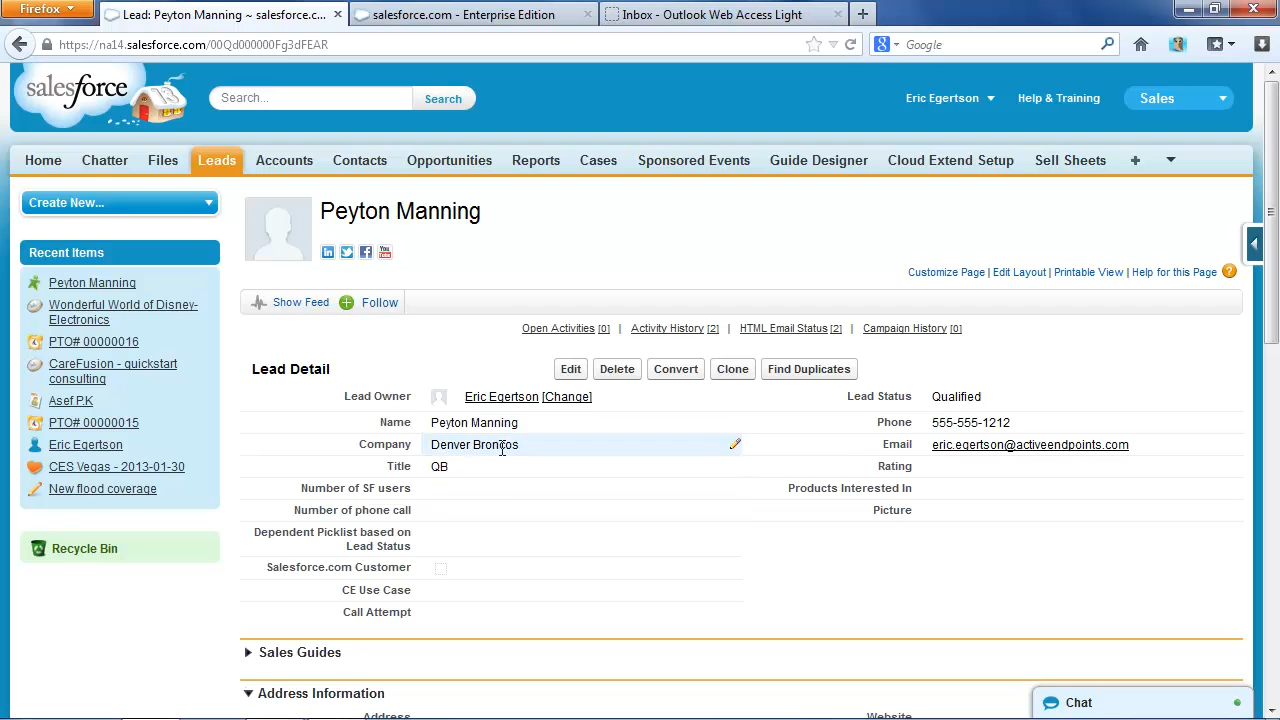 Firefox
Lead: Peyton Manning ~ salesforce.c...
salesforce.com - Enterprise Edition
Inbox - Outlook Web Access Light
https://na14.salesforce.com/00Qd000000Fg3dFEAR
Google
salesforce
Search...
Search
Eric Egertson
Help & Training
Sales
Home
Chatter
Files
Leads
Accounts
Contacts
Opportunities
Reports
Cases
Sponsored Events
Guide Designer
Cloud Extend Setup
Sell Sheets
Create New...
Recent Items
Peyton Manning
Wonderful World of Disney-
Electronics
PTO# 00000016
CareFusion - quickstart
consulting
Asef P.K
PTO# 00000015
Eric Egertson
CES Vegas - 2013-01-30
New flood coverage
Recycle Bin
Peyton Manning
in
You
Tube
Customize Page | Edit Layout | Printable View | Help for this Page ?
Show Feed
Follow
Open Activities [0] | Activity History [2] | HTML Email Status [2] | Campaign History [0]
Lead Detail
Edit
Delete
Convert
Clone
Find Duplicates
Lead Owner Eric Egertson [Change]
Lead Status Qualified
Name Peyton Manning
Phone 555-555-1212
Company Denver Broncos
Email eric.egertson@activeendpoints.com
Title QB
Rating
Number of SF users
Products Interested In
Number of phone call
Picture
Dependent Picklist based on
Lead Status
Salesforce.com Customer
CE Use Case
Call Attempt
Sales Guides
Address Information
Address
Website
Chat